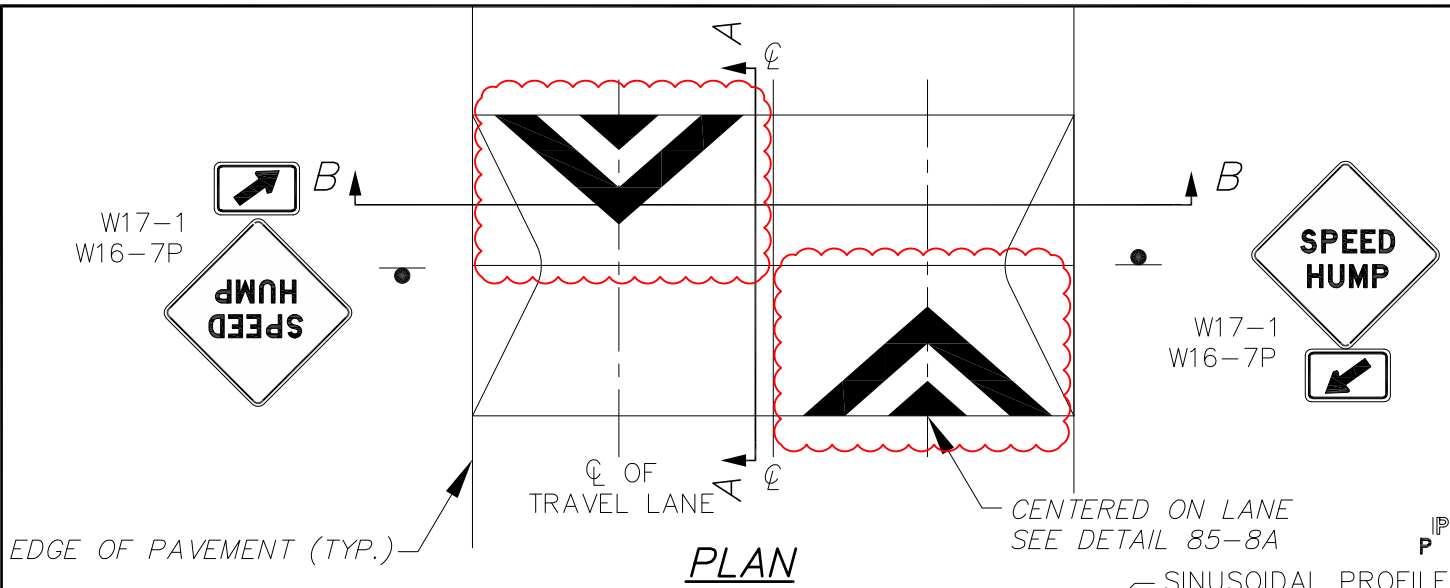 A
℄
B
B
W17-1
W16-7P
SPEED
HUMP
SPEED
HUMP
W17-1
W16-7P
℄ OF
TRAVEL LANE
A
℄
CENTERED ON LANE
SEE DETAIL 85-8A
EDGE OF PAVEMENT (TYP.)
PLAN
P
P
SINUSOIDAL PROFILE